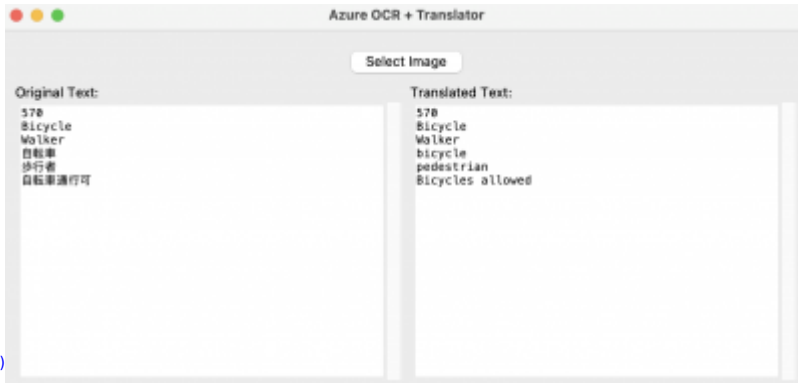 Azure OCR + Translator
Select Image
Original Text:
570
Bicycle
Walker
自転車
歩行者
自転車通行可
Translated Text:
570
Bicycle
Walker
bicycle
pedestrian
Bicycles allowed
)